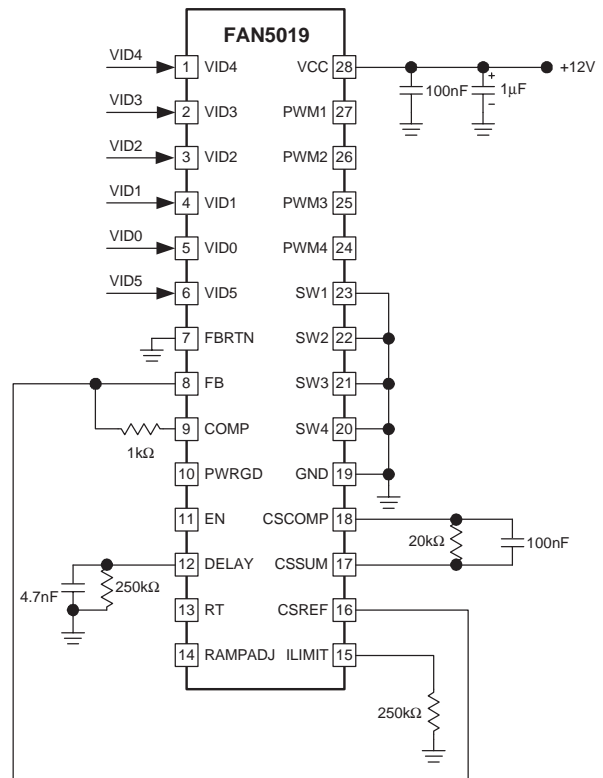 FAN5019
VID4
1
VID4
VCC
28
+12V
100nF
1μF
+
–
VID3
2
VID3
PWM1
27
VID2
3
VID2
PWM2
26
VID1
4
VID1
PWM3
25
VID0
5
VID0
PWM4
24
VID5
6
VID5
SW1
23
7
FBRTN
SW2
22
8
FB
SW3
21
9
COMP
SW4
20
1kΩ
10
PWRGD
GND
19
11
EN
CSCOMP
18
20kΩ
100nF
12
DELAY
CSSUM
17
4.7nF
250kΩ
13
RT
CSREF
16
14
RAMPADJ
ILIMIT
15
250kΩ